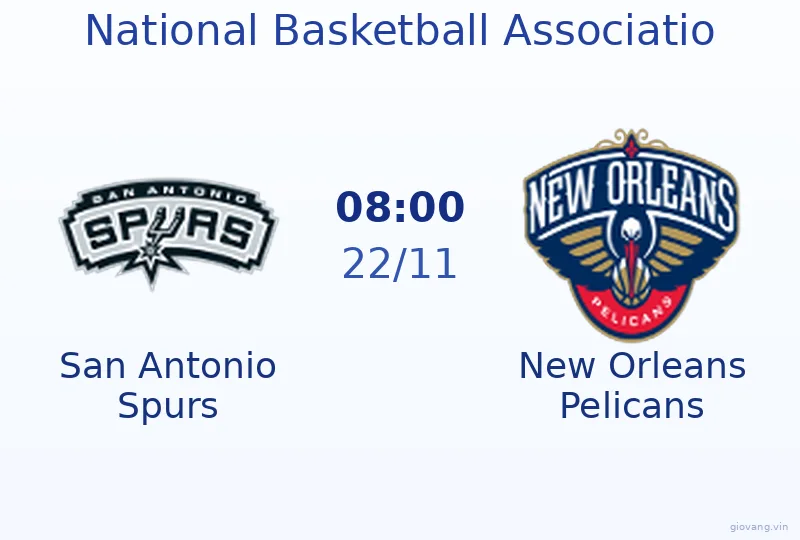 National Basketball Associatio
SAN ANTONIO
SPURS
08:00
22/11
NEW ORLEANS
PELICANS
San Antonio
Spurs
New Orleans
Pelicans
giovang.vin